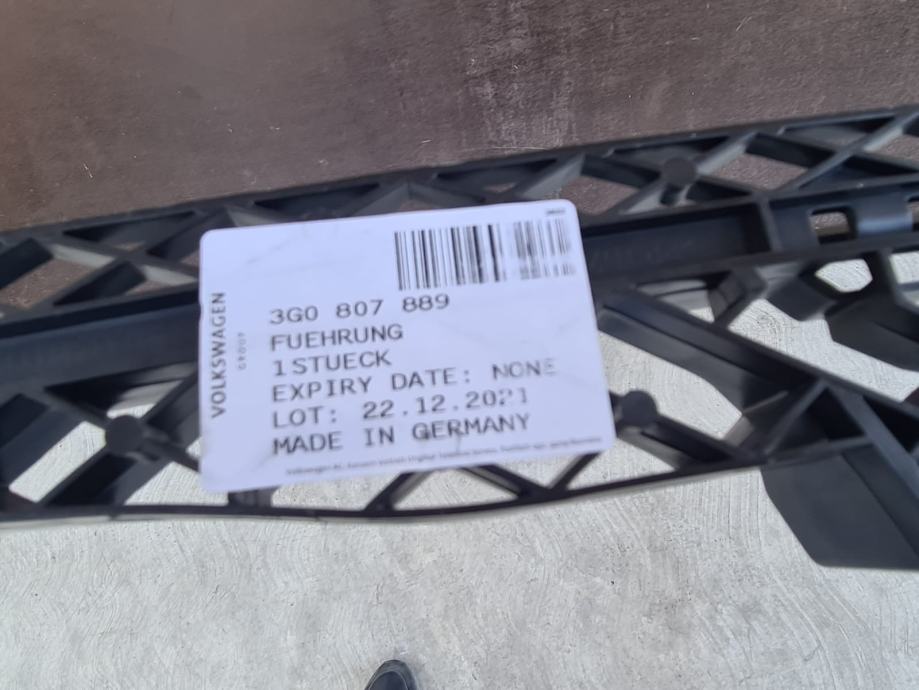 3G0 807 889
FUEHRUNG
1STUECK
EXPIRY DATE: NONE
LOT: 22.12.2021
MADE IN GERMANY
VOLKSWAGEN